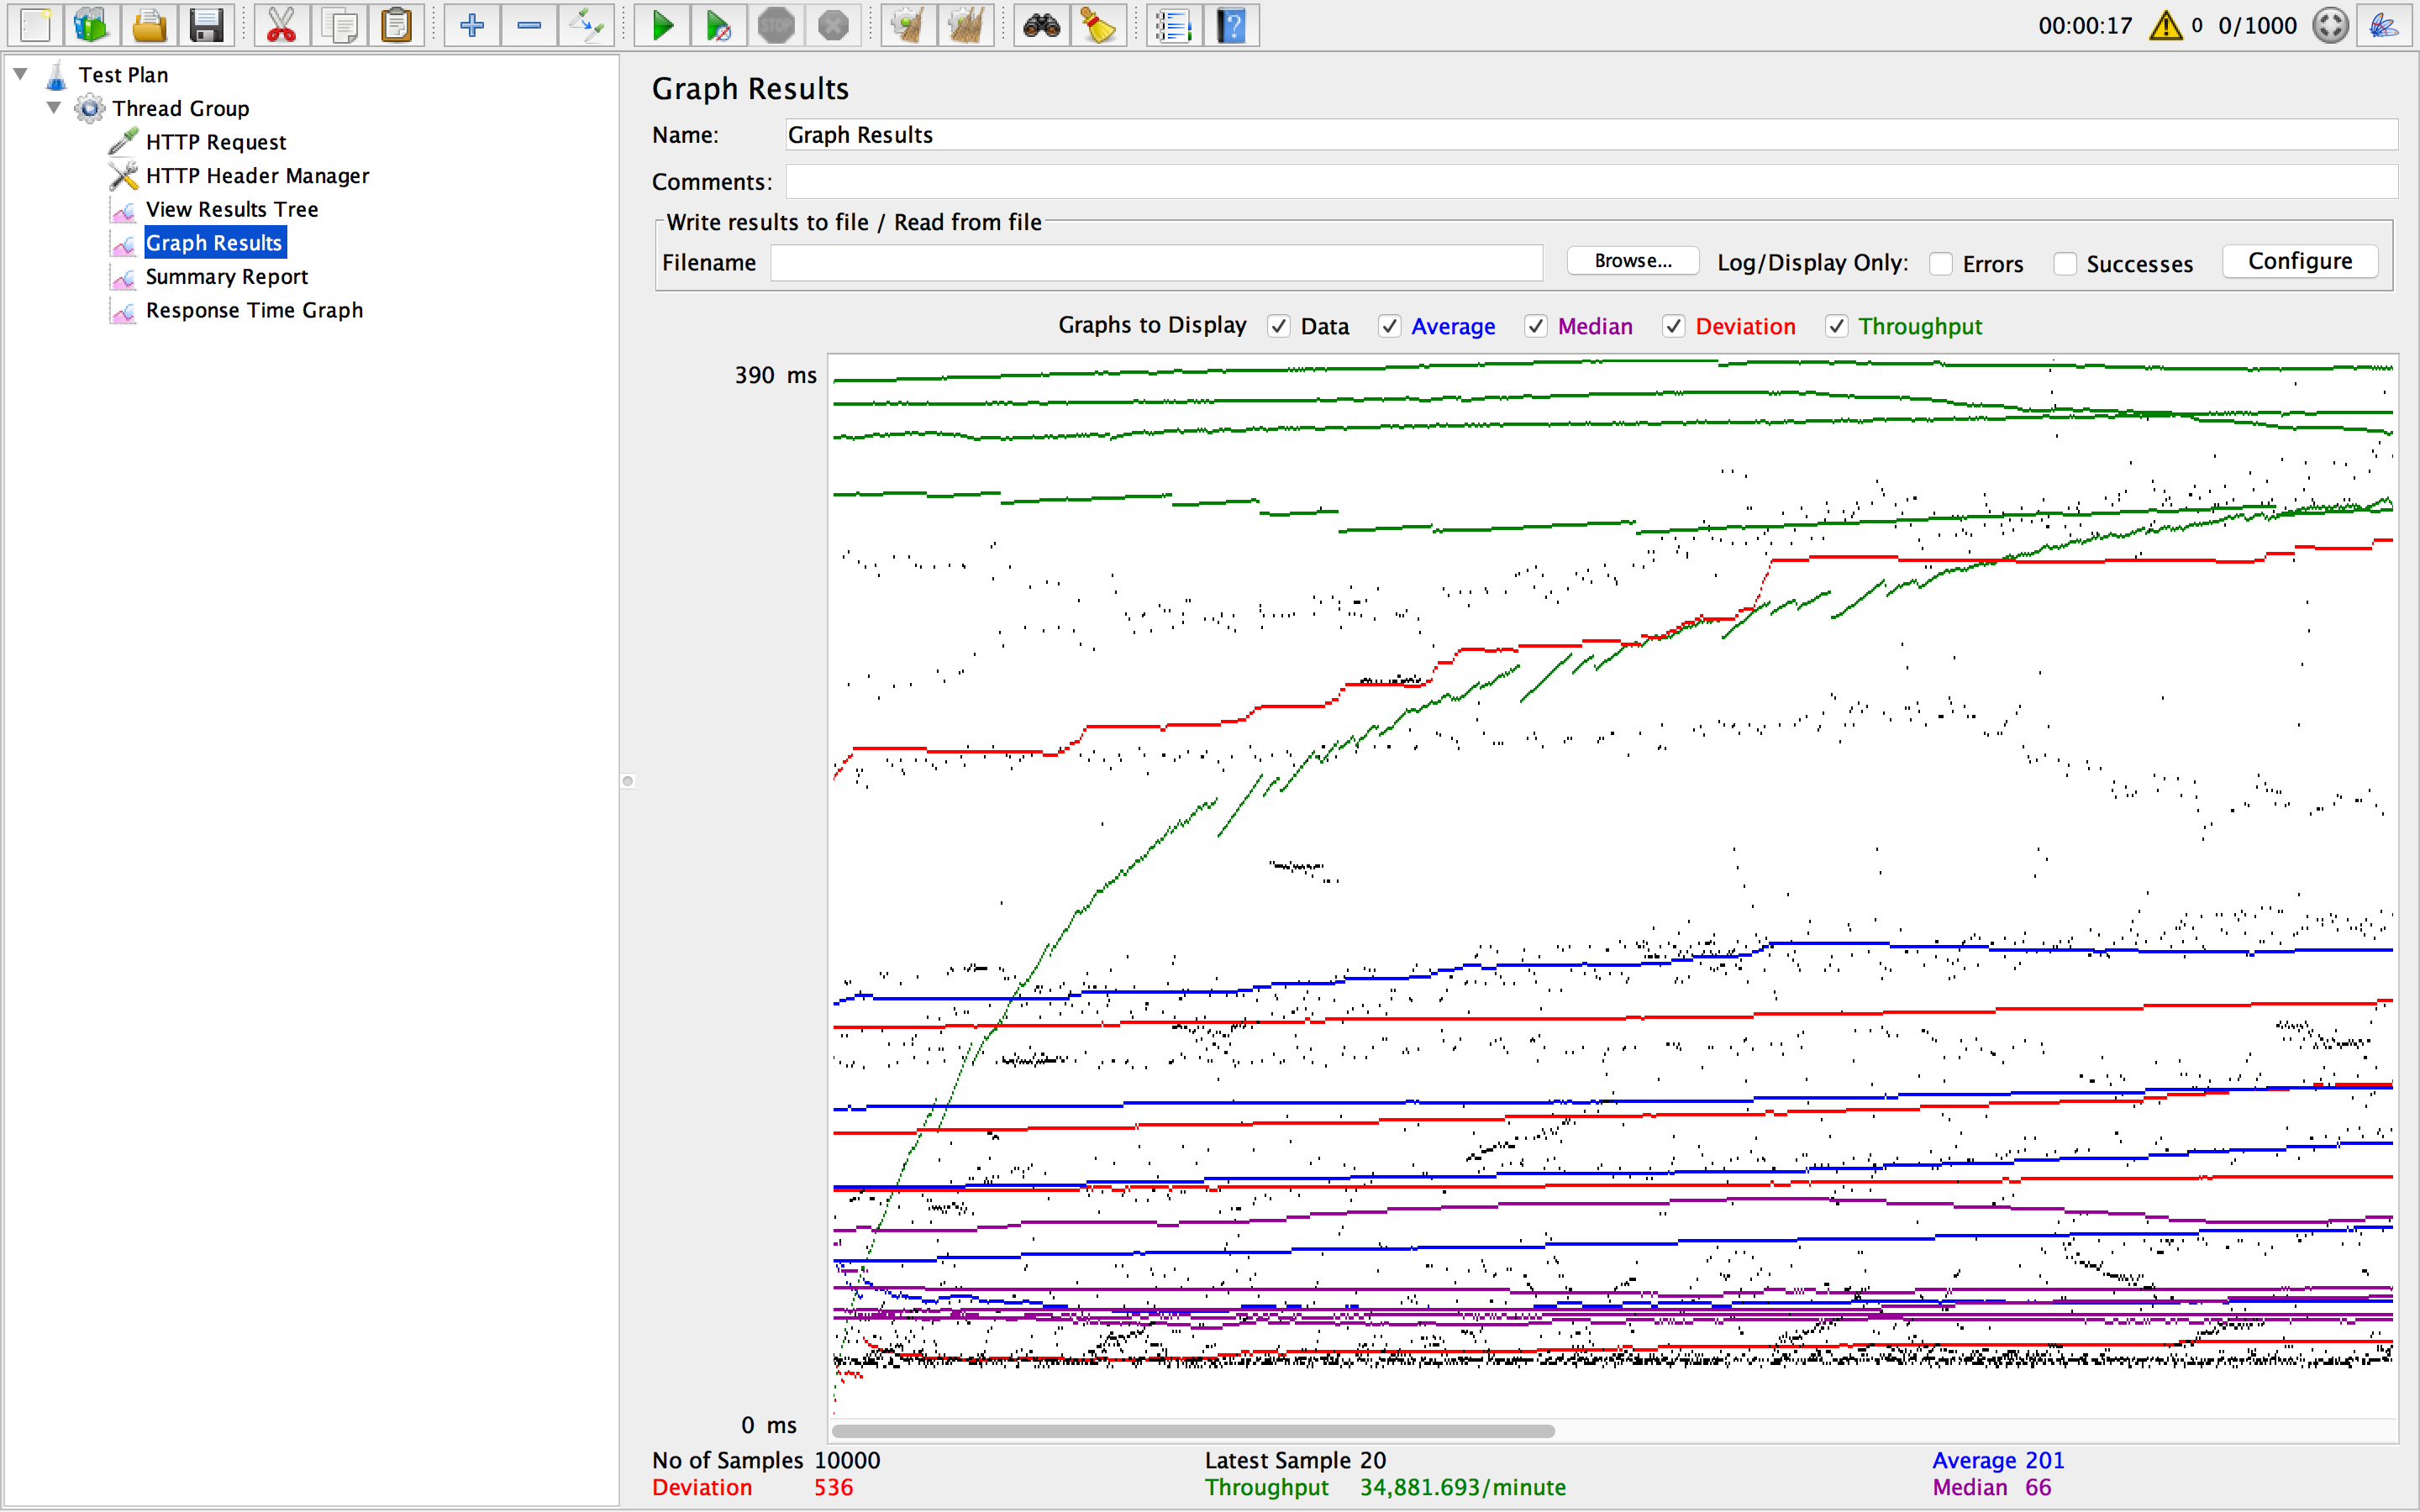 STOP
00:00:17 0 0/1000
Test Plan
Thread Group
HTTP Request
HTTP Header Manager
View Results Tree
Graph Results
Summary Report
Response Time Graph
Graph Results
Name: Graph Results
Comments:
Write results to file / Read from file
Filename Browse... Log/Display Only: Errors Successes Configure
Graphs to Display Data Average Median Deviation Throughput
390 ms
0 ms
No of Samples 10000 Latest Sample 20 Average 201
Deviation 536 Throughput 34,881.693/minute Median 66